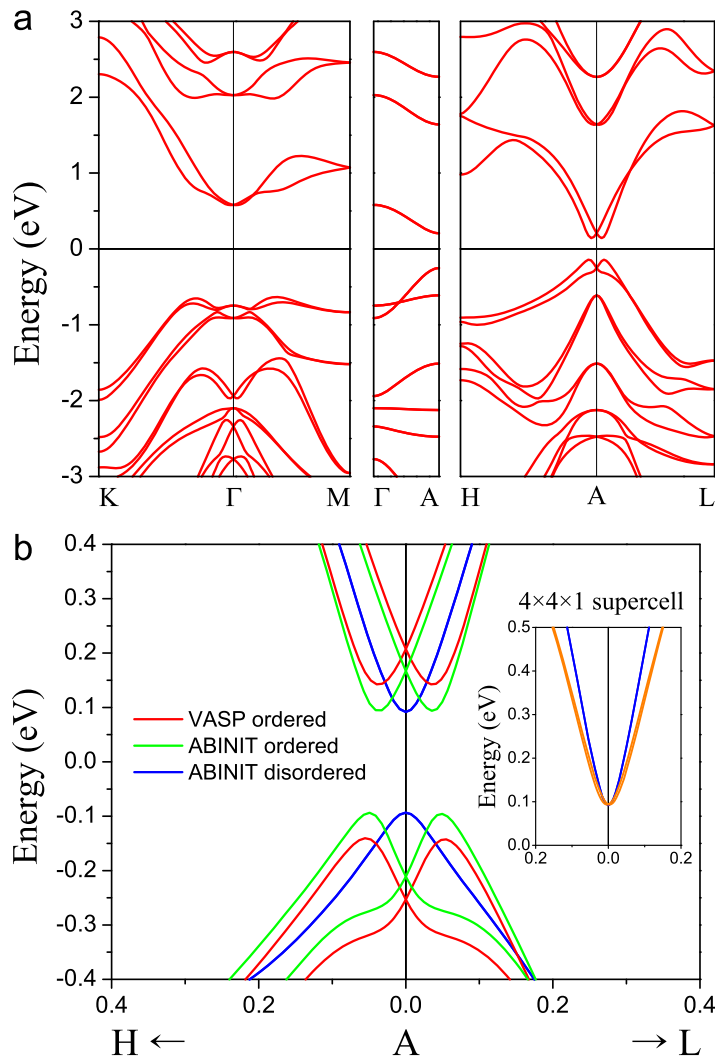 a
3
2
1
0
-1
-2
-3
Energy (eV)
K Γ M Γ A H A L
b
0.4
0.3
0.2
0.1
0.0
-0.1
-0.2
-0.3
-0.4
Energy (eV)
VASP ordered
ABINIT ordered
ABINIT disordered
4×4×1 supercell
0.5
0.4
0.3
0.2
0.1
0.0
Energy (eV)
0.2 0.0 0.2
0.4 0.2 0.0 0.2 0.4
H ← A → L